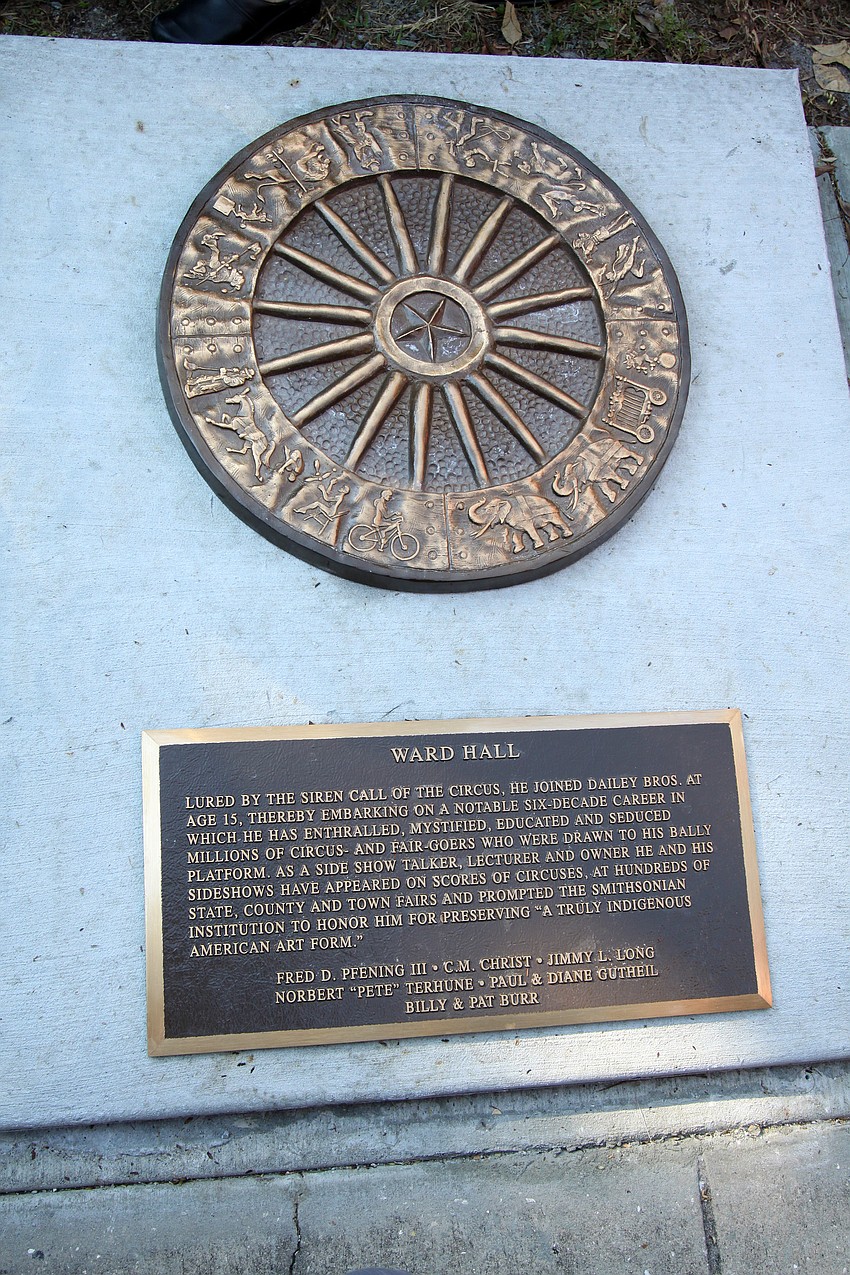 WARD HALL
LURED BY THE SIREN CALL OF THE CIRCUS, HE JOINED DAILEY BROS. AT
AGE 15, THEREBY EMBARKING ON A NOTABLE SIX-DECADE CAREER IN
WHICH HE HAS ENTHRALLED, MYSTIFIED, EDUCATED AND SEDUCED
MILLIONS OF CIRCUS- AND FAIR-GOERS WHO WERE DRAWN TO HIS BALLY
PLATFORM. AS A SIDE SHOW TALKER, LECTURER AND OWNER HE AND HIS
SIDESHOWS HAVE APPEARED ON SCORES OF CIRCUSES, AT HUNDREDS OF
STATE, COUNTY AND TOWN FAIRS AND PROMPTED THE SMITHSONIAN
INSTITUTION TO HONOR HIM FOR PRESERVING “A TRULY INDIGENOUS
AMERICAN ART FORM.”
FRED D. PFENING III • C.M. CHRIST • JIMMY L. LONG
NORBERT “PETE” TERHUNE • PAUL & DIANE GUTHEIL
BILLY & PAT BURR